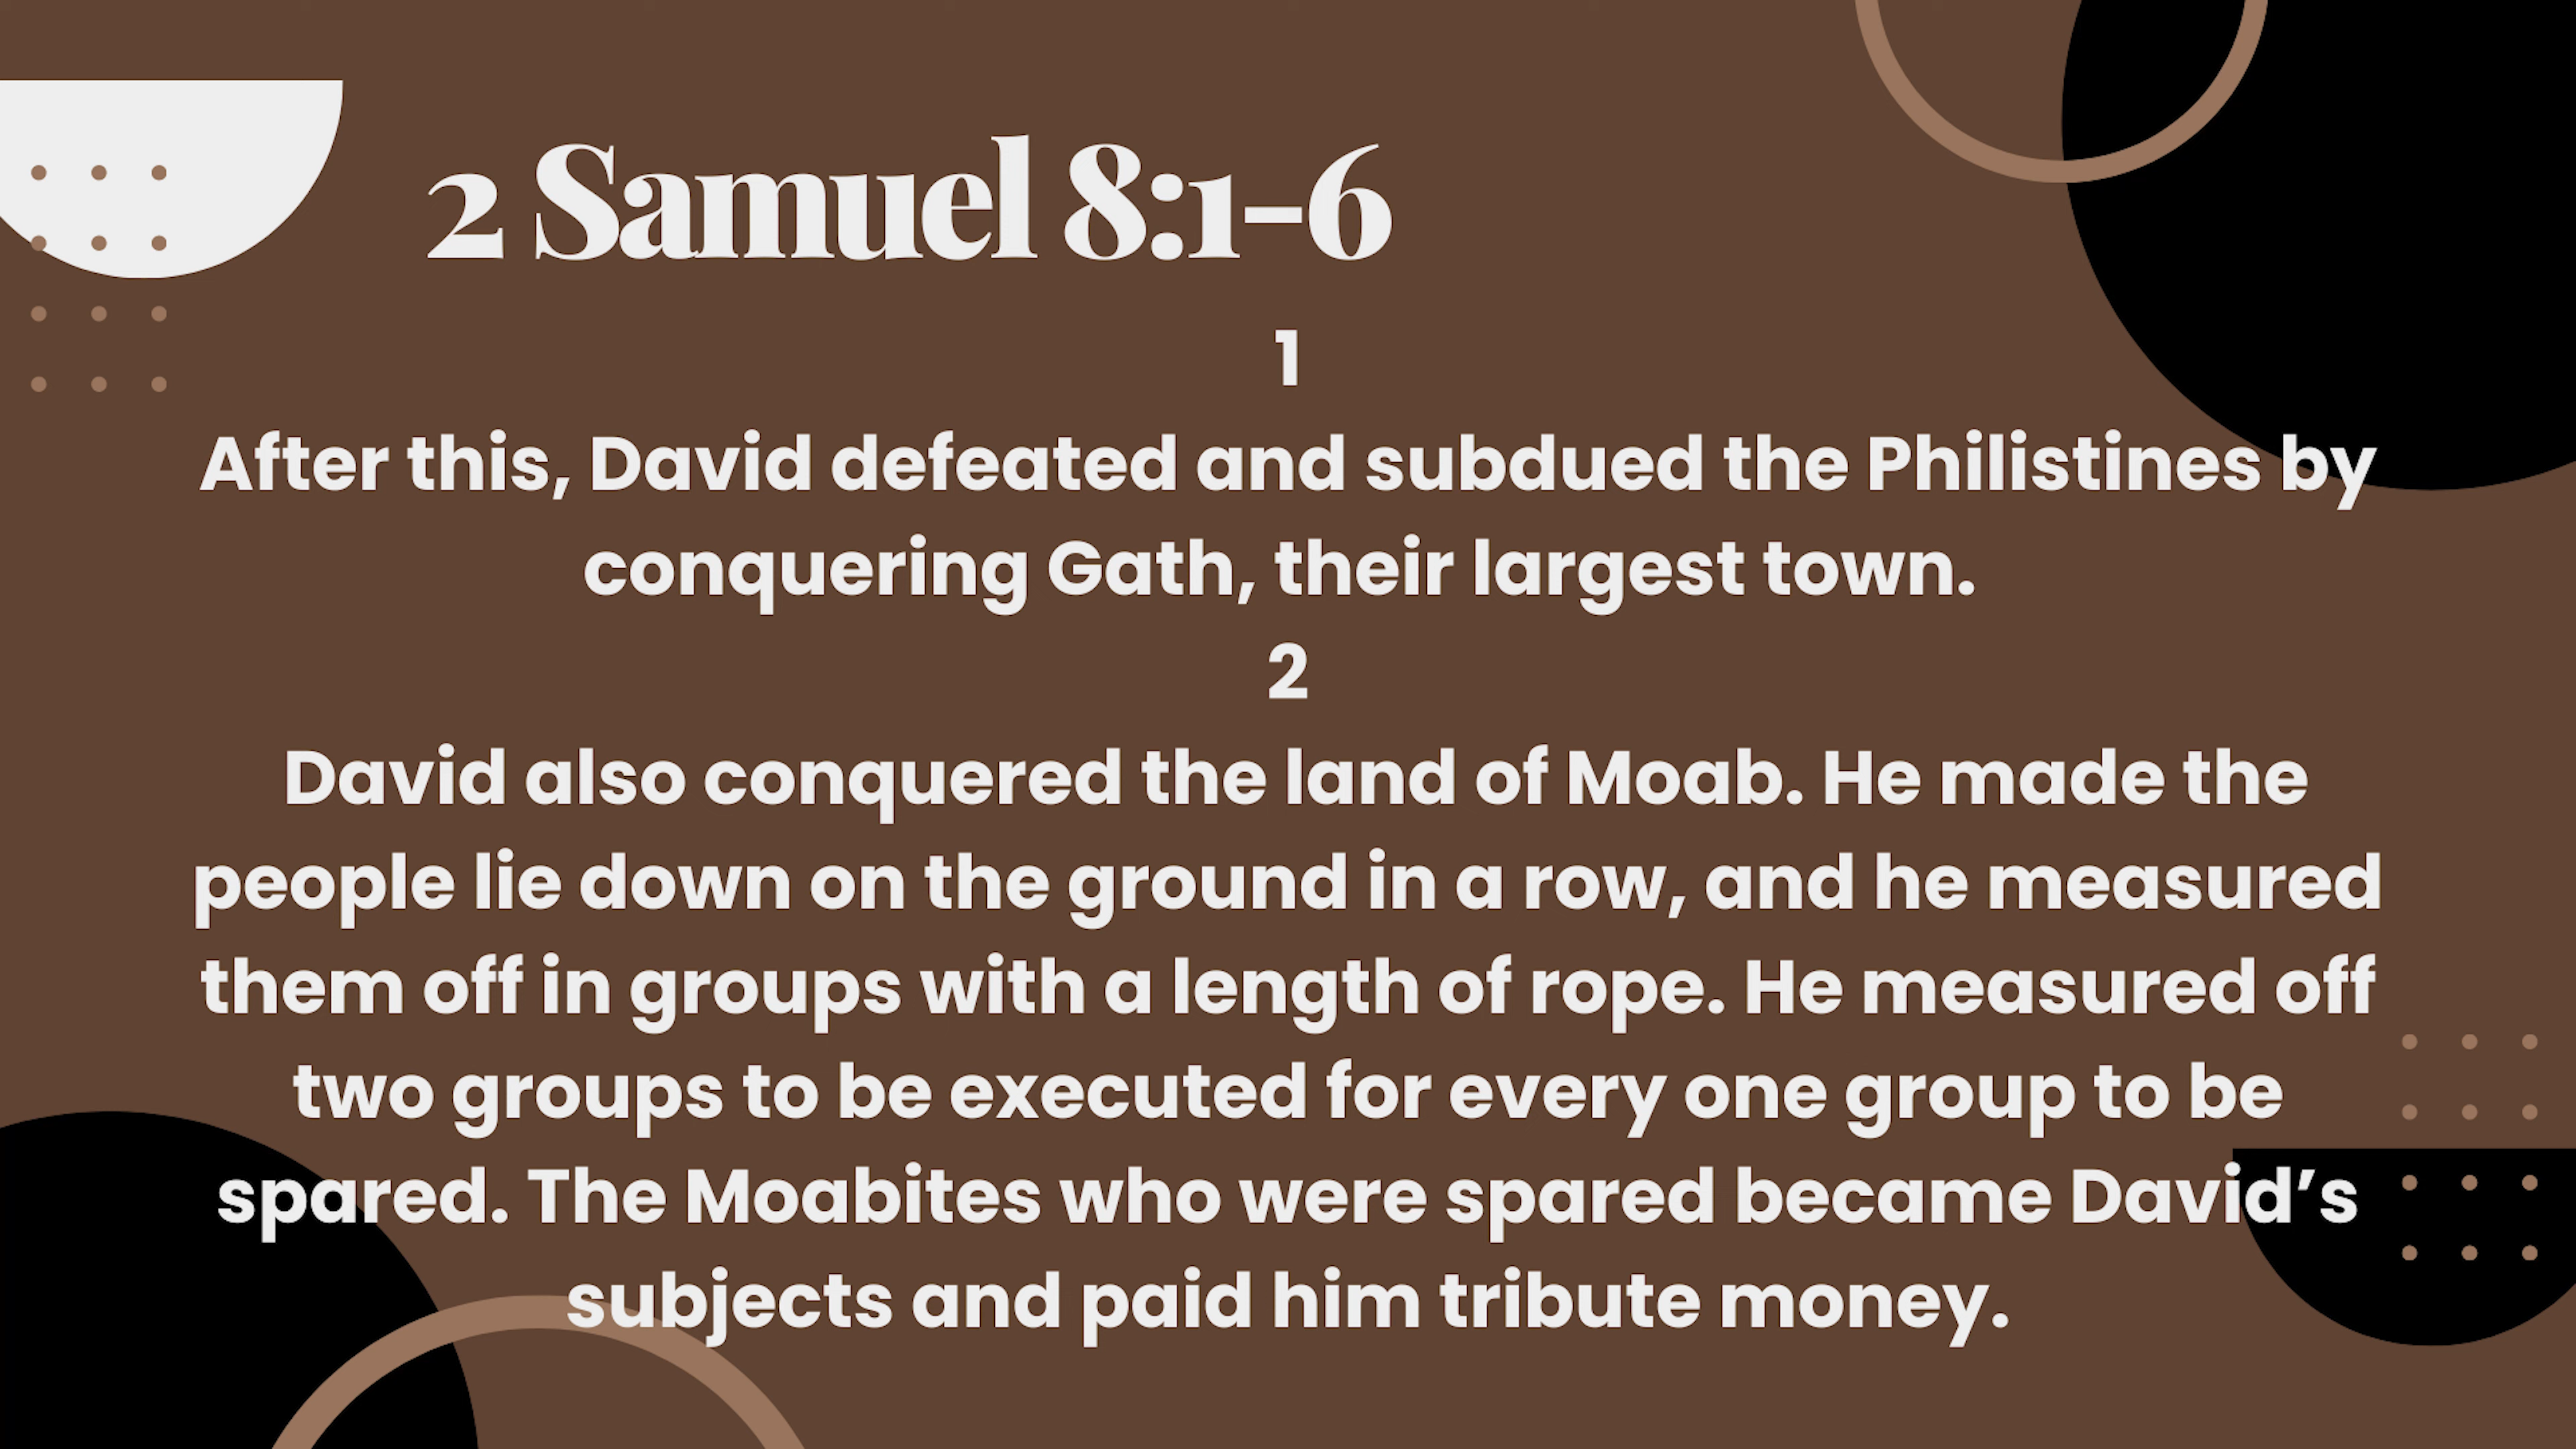 2 Samuel 8:1-6
1
After this, David defeated and subdued the Philistines by
conquering Gath, their largest town.
2
David also conquered the land of Moab. He made the
people lie down on the ground in a row, and he measured
them off in groups with a length of rope. He measured off
two groups to be executed for every one group to be
spared. The Moabites who were spared became David’s
subjects and paid him tribute money.